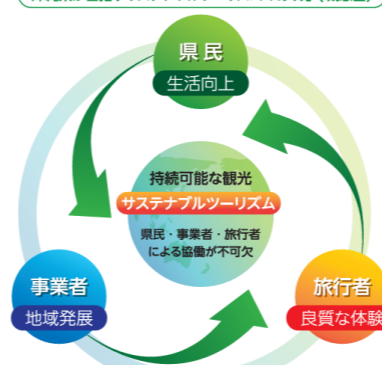 県民
生活向上
持続可能な観光
サステナブルツーリズム
県民・事業者・旅行者
による協働が不可欠
事業者
地域発展
旅行者
良質な体験